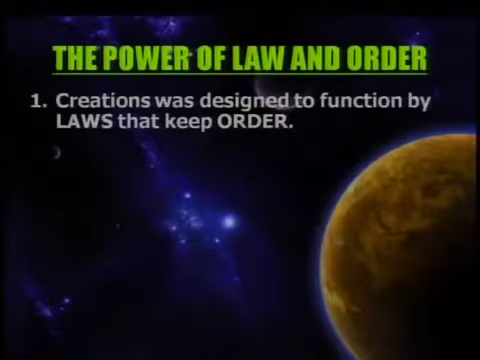 THE POWER OF LAW AND ORDER
1. Creations was designed to function by
LAWS that keep ORDER.